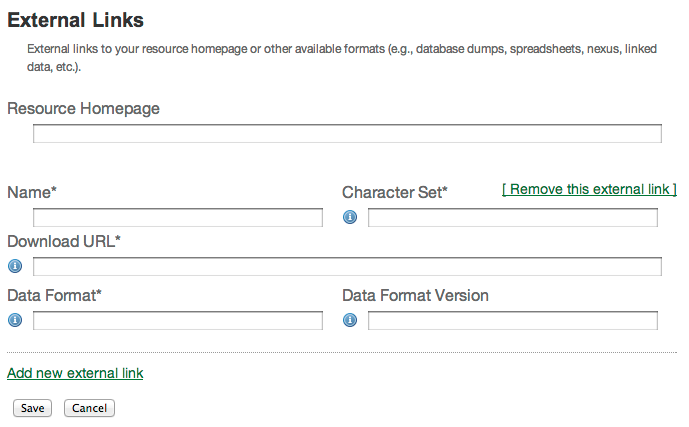 External Links
External links to your resource homepage or other available formats (e.g., database dumps, spreadsheets, nexus, linked
data, etc.).
Resource Homepage
Name*
Character Set*
[ Remove this external link ]
Download URL*
Data Format*
Data Format Version
Add new external link
Save
Cancel